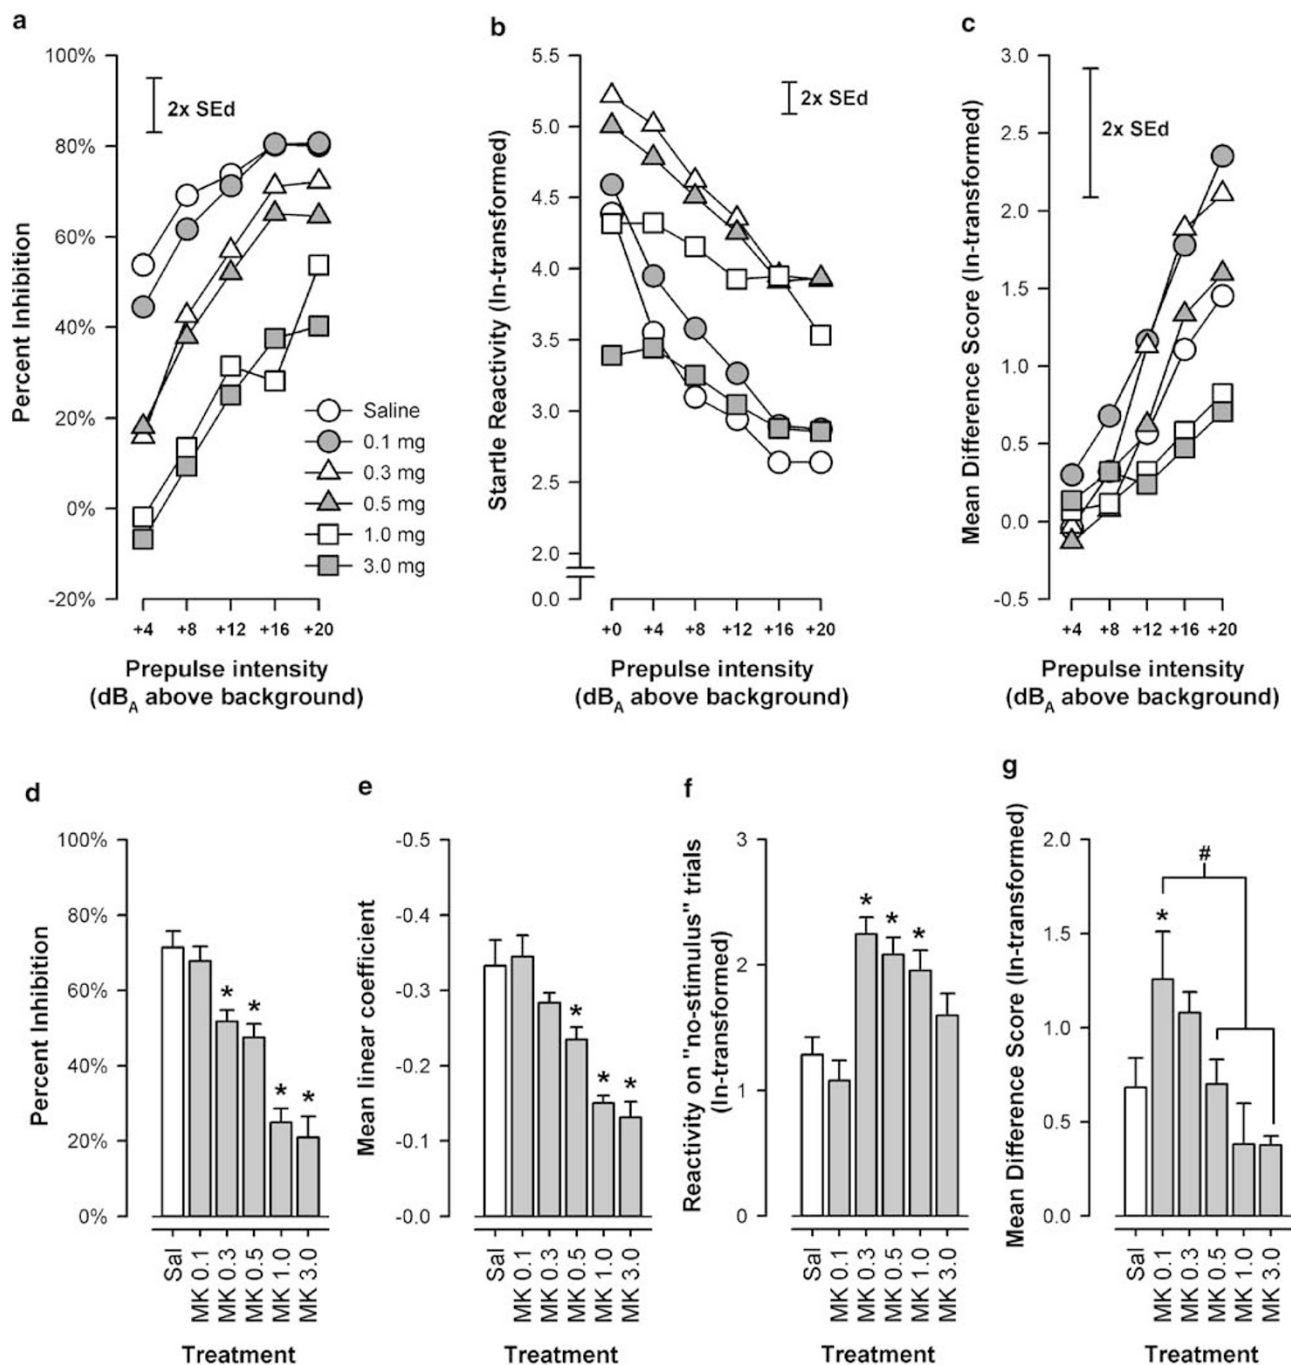 a
100%
80%
60%
40%
20%
0%
-20%
Percent Inhibition
2x SEd
Saline
0.1 mg
0.3 mg
0.5 mg
1.0 mg
3.0 mg
+4 +8 +12 +16 +20
Prepulse intensity
(dBA above background)
b
5.5
5.0
4.5
4.0
3.5
3.0
2.5
2.0
0.0
Startle Reactivity (ln-transformed)
2x SEd
+0 +4 +8 +12 +16 +20
Prepulse intensity
(dBA above background)
c
3.0
2.5
2.0
1.5
1.0
0.5
0.0
-0.5
Mean Difference Score (ln-transformed)
2x SEd
+4 +8 +12 +16 +20
Prepulse intensity
(dBA above background)
d
100%
80%
60%
40%
20%
0%
Percent Inhibition
* * * *
Sal
MK 0.1
MK 0.3
MK 0.5
MK 1.0
MK 3.0
Treatment
e
-0.5
-0.4
-0.3
-0.2
-0.1
-0.0
Mean linear coefficient
* * *
Sal
MK 0.1
MK 0.3
MK 0.5
MK 1.0
MK 3.0
Treatment
f
3
2
1
0
Reactivity on "no-stimulus" trials
(ln-transformed)
* * *
Sal
MK 0.1
MK 0.3
MK 0.5
MK 1.0
MK 3.0
Treatment
g
2.0
1.5
1.0
0.5
0.0
Mean Difference Score (ln-transformed)
#
*
Sal
MK 0.1
MK 0.3
MK 0.5
MK 1.0
MK 3.0
Treatment